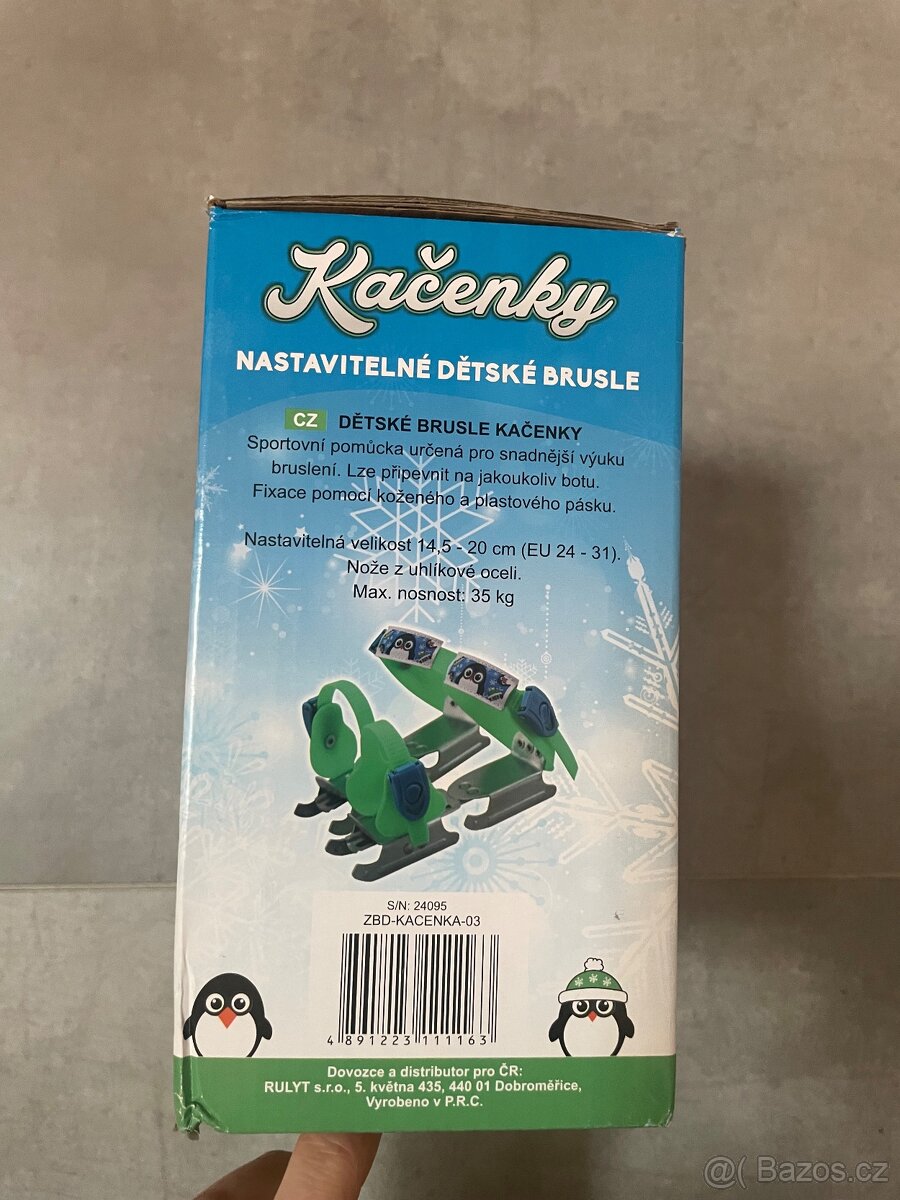 Kačenky
NASTAVITELNÉ DĚTSKÉ BRUSLE
CZ DĚTSKÉ BRUSLE KAČENKY
Sportovní pomůcka určená pro snadnější výuku
bruslení. Lze připevnit na jakoukoliv botu.
Fixace pomocí koženého a plastového pásku.
Nastavitelná velikost 14,5 - 20 cm (EU 24 - 31).
Nože z uhlíkové oceli.
Max. nosnost: 35 kg
S/N: 24095
ZBD-KACENKA-03
4 891223 111163
Dovozce a distributor pro ČR:
RULYT s.r.o., 5. května 435, 440 01 Dobroměřice,
Vyrobeno v P.R.C.
@( Bazos.cz